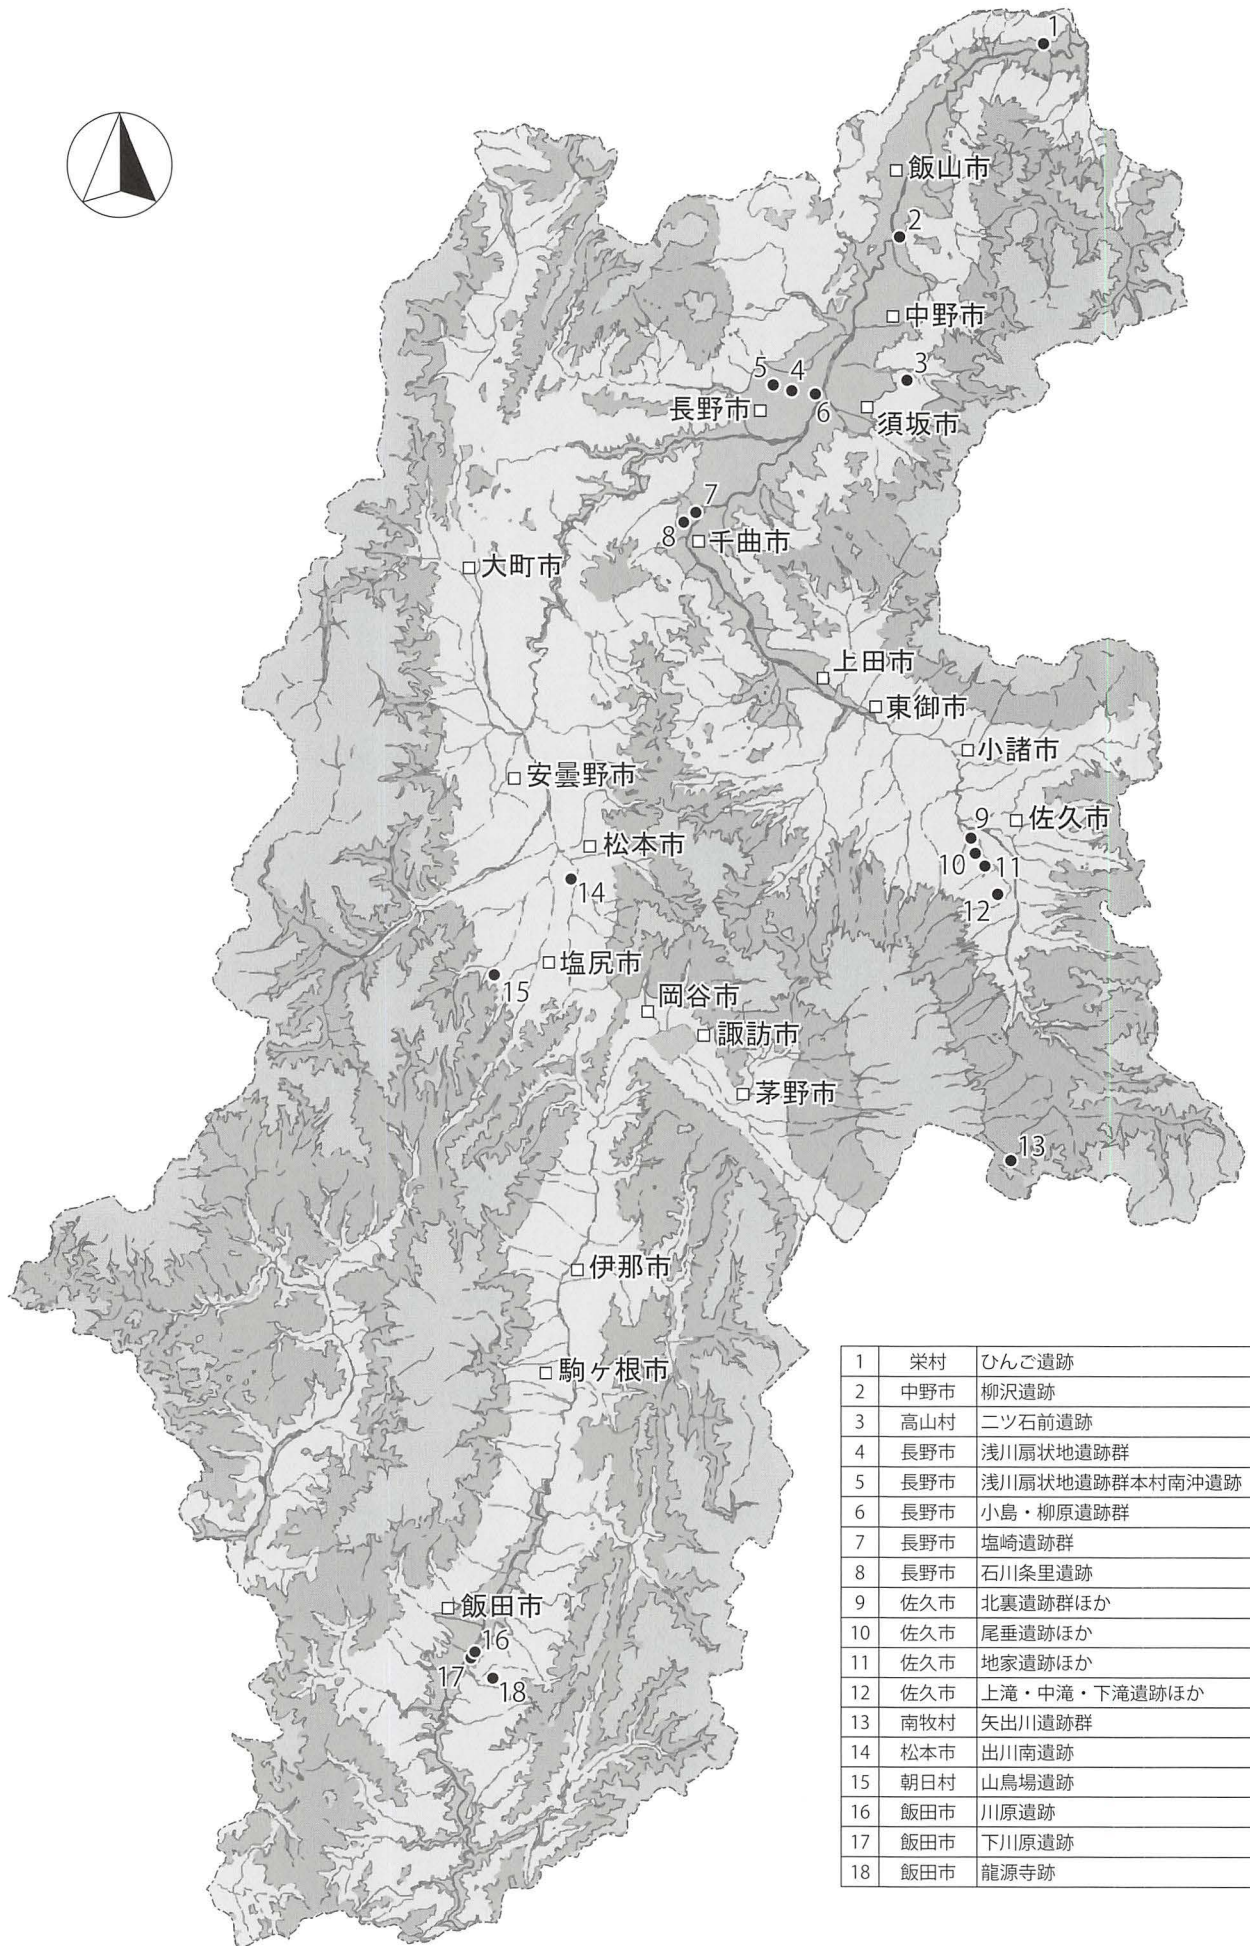 1
飯山市
2
中野市
3
5
4
6
長野市
須坂市
7
8
千曲市
大町市
上田市
東御市
小諸市
安曇野市
佐久市
9
松本市
10
11
14
12
塩尻市
15
岡谷市
諏訪市
茅野市
13
伊那市
駒ヶ根市
飯田市
16
17
18
1 栄村 ひんご遺跡
2 中野市 柳沢遺跡
3 高山村 二ツ石前遺跡
4 長野市 浅川扇状地遺跡群
5 長野市 浅川扇状地遺跡群本村南沖遺跡
6 長野市 小島・柳原遺跡群
7 長野市 塩崎遺跡群
8 長野市 石川条里遺跡
9 佐久市 北裏遺跡群ほか
10 佐久市 尾垂遺跡ほか
11 佐久市 地家遺跡ほか
12 佐久市 上滝・中滝・下滝遺跡ほか
13 南牧村 矢出川遺跡群
14 松本市 出川南遺跡
15 朝日村 山鳥場遺跡
16 飯田市 川原遺跡
17 飯田市 下川原遺跡
18 飯田市 龍源寺跡